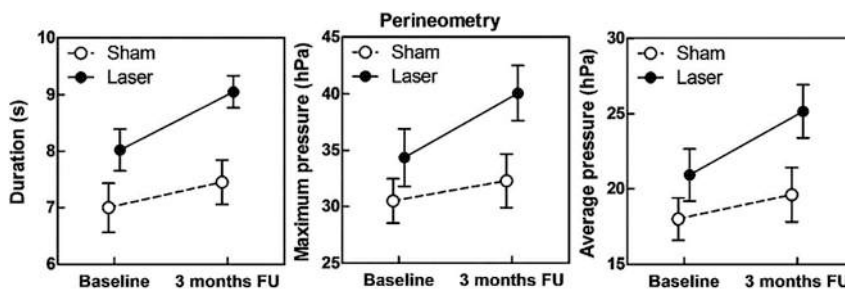 Perineometry
Duration (s)
10
9
8
7
6
Sham
Laser
Baseline 3 months FU
Maximum pressure (hPa)
45
40
35
30
25
Sham
Laser
Baseline 3 months FU
Average pressure (hPa)
30
25
20
15
Sham
Laser
Baseline 3 months FU